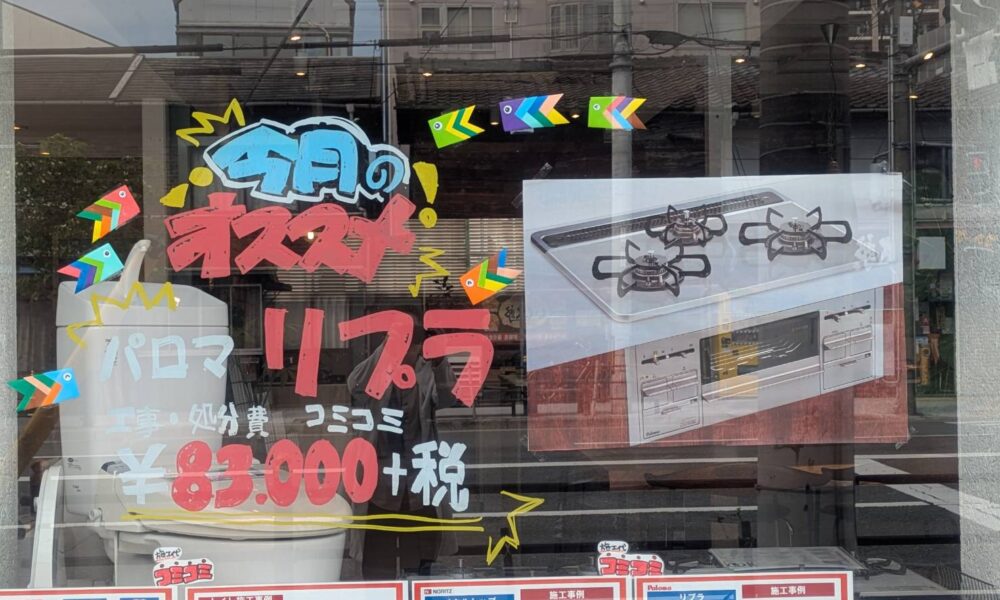 今月の
オススメ
パロマ リプラ
工事・処分費 コミコミ
¥83.000+税
Paloma
コミコミ
コミコミ
NORITZ
施工事例
Paloma
リプラ
施工事例